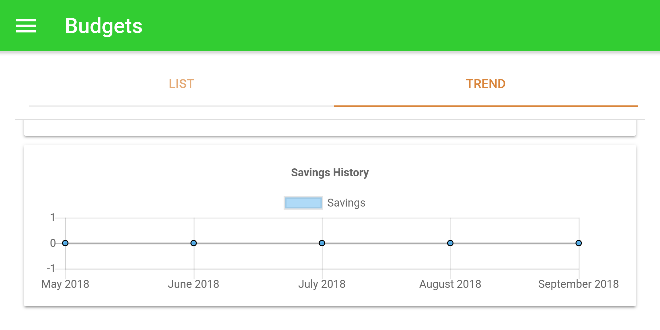 Budgets
LIST
TREND
Savings History
Savings
1
0
-1
May 2018
June 2018
July 2018
August 2018
September 2018